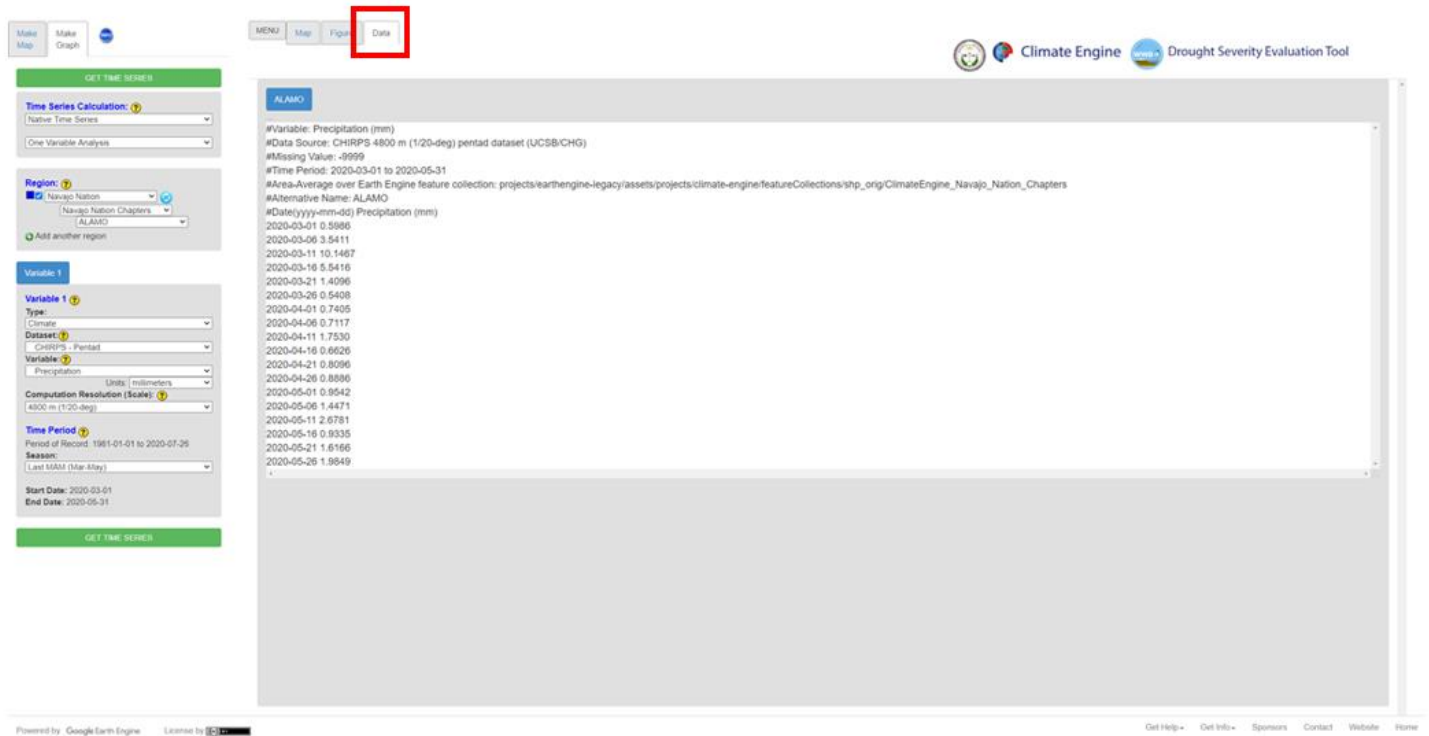 Make Map
Make Graph
MENU
Map
Figure
Data
Climate Engine
Drought Severity Evaluation Tool
GET TIME SERIES
Time Series Calculation:
Native Time Series
One Variable Analysis
Region:
Navajo Nation
Navajo Nation Chapters
ALAMO
Add another region
Variable 1
Variable 1
Type:
Climate
Dataset:
CHIRPS - Pentad
Variable:
Precipitation
Units: millimeters
Computation Resolution (Scale):
4800 m (1/20-deg)
Time Period
Period of Record: 1981-01-01 to 2020-07-26
Season:
Last MAM (Mar-May)
Start Date: 2020-03-01
End Date: 2020-05-31
GET TIME SERIES
ALAMO
#Variable: Precipitation (mm)
#Data Source: CHIRPS 4800 m (1/20-deg) pentad dataset (UCSB/CHG)
#Missing Value: -9999
#Time Period: 2020-03-01 to 2020-05-31
#Area-Average over Earth Engine feature collection: projects/earthengine-legacy/assets/projects/climate-engine/featureCollections/shp_orig/ClimateEngine_Navajo_Nation_Chapters
#Alternative Name: ALAMO
#Date(yyyy-mm-dd) Precipitation (mm)
2020-03-01 0.5986
2020-03-06 3.5411
2020-03-11 10.1467
2020-03-16 5.5416
2020-03-21 1.4096
2020-03-26 0.5408
2020-04-01 0.7405
2020-04-06 0.7117
2020-04-11 1.7530
2020-04-16 0.6626
2020-04-21 0.8096
2020-04-26 0.8886
2020-05-01 0.9542
2020-05-06 1.4471
2020-05-11 2.6781
2020-05-16 0.9335
2020-05-21 1.6166
2020-05-26 1.9849
Powered by Google Earth Engine
License by
Get Help
Get Info
Sponsors
Contact
Website
Home